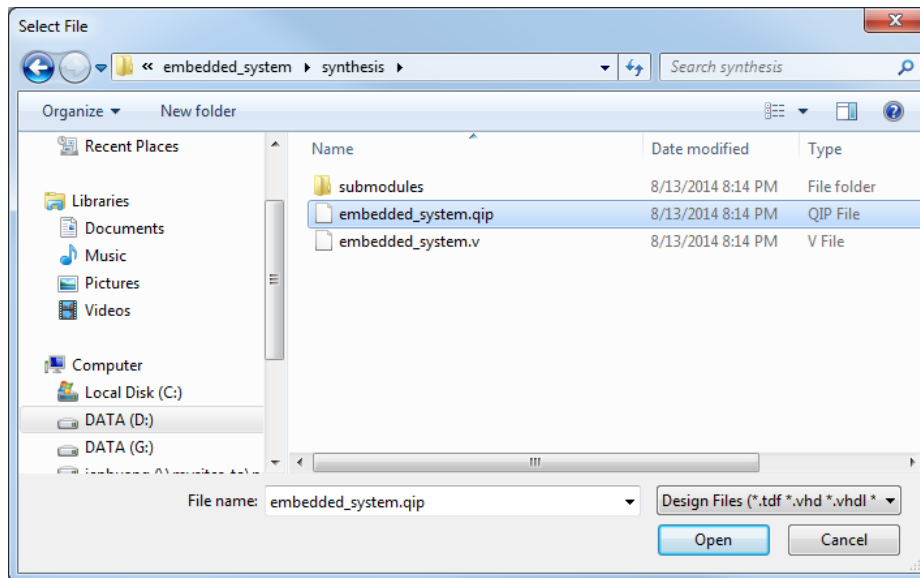 Select File
« embedded_system ▸ synthesis ▸
Search synthesis
Organize
New folder
Recent Places
Libraries
Documents
Music
Pictures
Videos
Computer
Local Disk (C:)
DATA (D:)
DATA (G:)
Name Date modified Type
submodules 8/13/2014 8:14 PM File folder
embedded_system.qip 8/13/2014 8:14 PM QIP File
embedded_system.v 8/13/2014 8:14 PM V File
File name: embedded_system.qip
Design Files (*.tdf *.vhd *.vhdl *
Open
Cancel